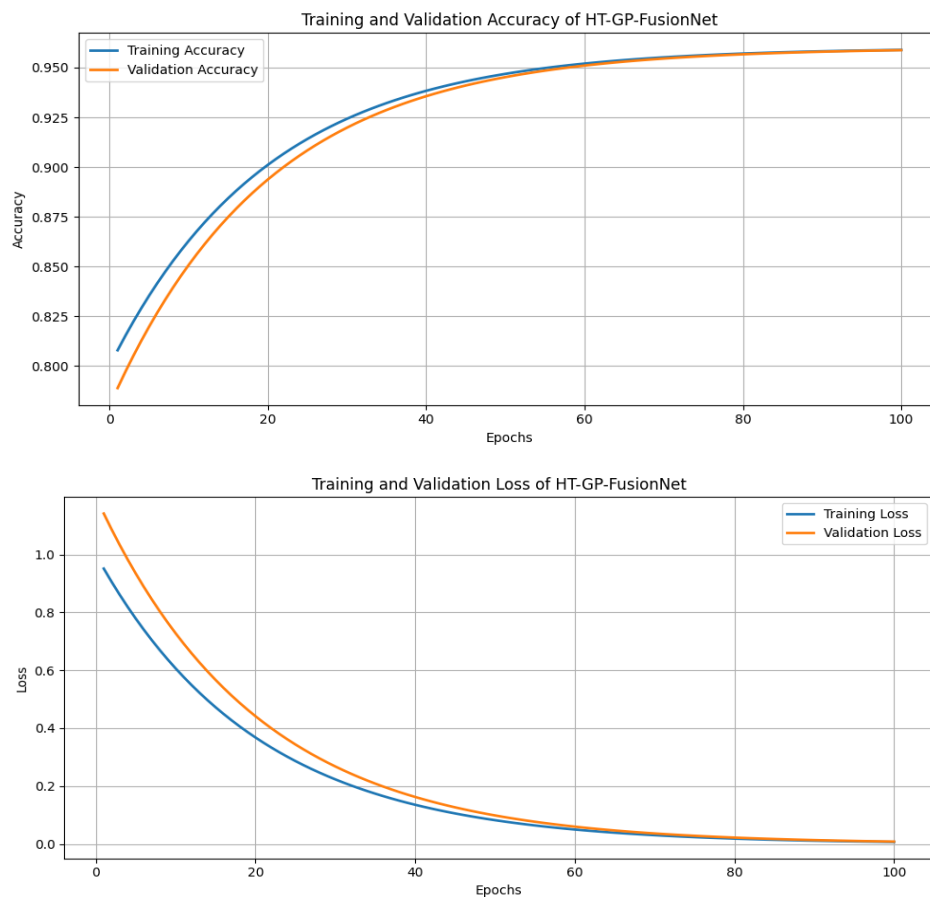 Training and Validation Accuracy of HT-GP-FusionNet
Training Accuracy
Validation Accuracy
0.950
0.925
0.900
0.875
0.850
0.825
0.800
Accuracy
0 20 40 60 80 100
Epochs
Training and Validation Loss of HT-GP-FusionNet
Training Loss
Validation Loss
1.0
0.8
0.6
0.4
0.2
0.0
Loss
0 20 40 60 80 100
Epochs